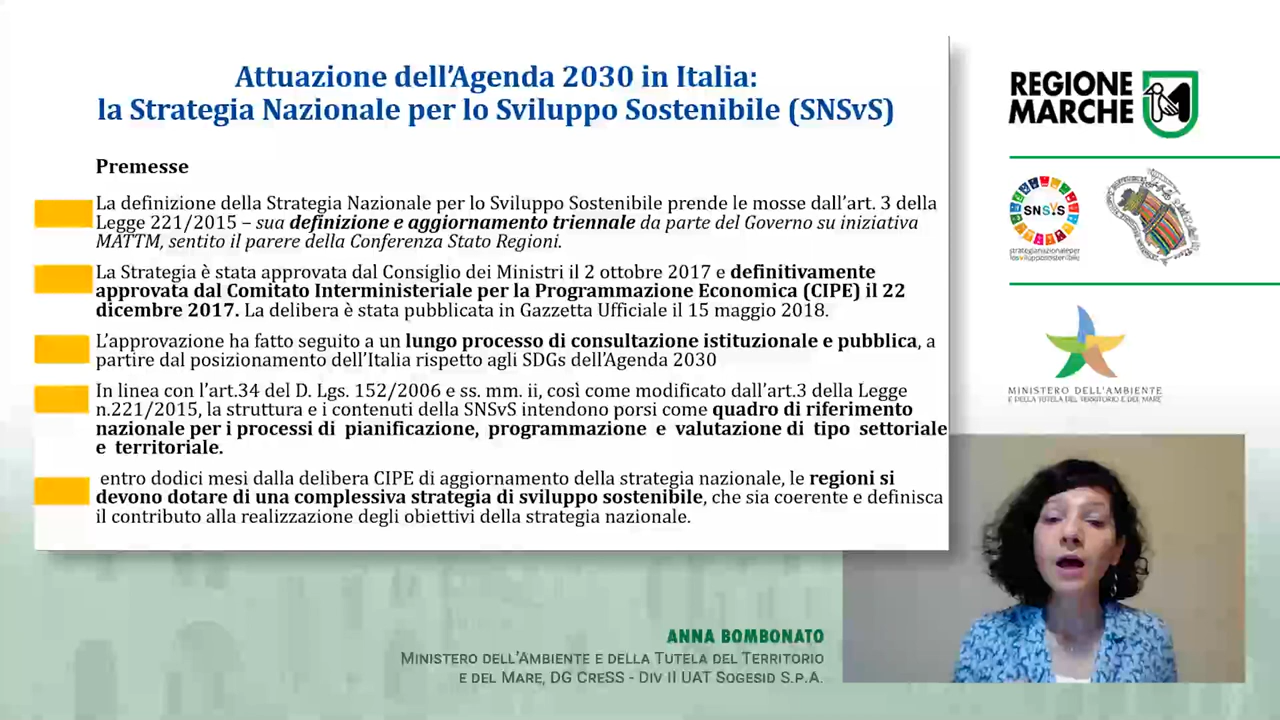 Attuazione dell'Agenda 2030 in Italia:
la Strategia Nazionale per lo Sviluppo Sostenibile (SNSvS)
Premesse
La definizione della Strategia Nazionale per lo Sviluppo Sostenibile prende le mosse dall'art. 3 della
Legge 221/2015 – sua definizione e aggiornamento triennale da parte del Governo su iniziativa
MATTM, sentito il parere della Conferenza Stato Regioni.
La Strategia è stata approvata dal Consiglio dei Ministri il 2 ottobre 2017 e definitivamente
approvata dal Comitato Interministeriale per la Programmazione Economica (CIPE) il 22
dicembre 2017. La delibera è stata pubblicata in Gazzetta Ufficiale il 15 maggio 2018.
L'approvazione ha fatto seguito a un lungo processo di consultazione istituzionale e pubblica, a
partire dal posizionamento dell'Italia rispetto agli SDGs dell'Agenda 2030
In linea con l'art.34 del D. Lgs. 152/2006 e ss. mm. ii, così come modificato dall'art.3 della Legge
n.221/2015, la struttura e i contenuti della SNSvS intendono porsi come quadro di riferimento
nazionale per i processi di pianificazione, programmazione e valutazione di tipo settoriale
e territoriale.
entro dodici mesi dalla delibera CIPE di aggiornamento della strategia nazionale, le regioni si
devono dotare di una complessiva strategia di sviluppo sostenibile, che sia coerente e definisca
il contributo alla realizzazione degli obiettivi della strategia nazionale.
REGIONE
MARCHE
SNSVS
strategianazionaleper
losvilupposostenibile
MINISTERO DELL'AMBIENTE
E DELLA TUTELA DEL TERRITORIO E DEL MARE
ANNA BOMBONATO
MINISTERO DELL'AMBIENTE E DELLA TUTELA DEL TERRITORIO
E DEL MARE, DG CRESS - DIV II UAT SOGESID S.P.A.